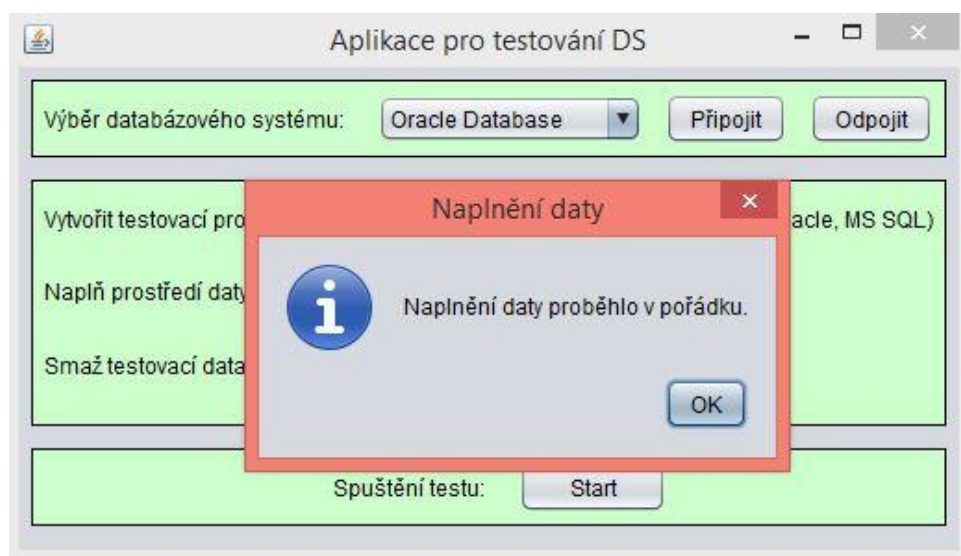 Aplikace pro testování DS
Výběr databázového systému: Oracle Database Připojit Odpojit
Vytvořit testovací pro acle, MS SQL)
Naplnění daty
Naplň prostředí daty
Naplnění daty proběhlo v pořádku.
Smaž testovací data
OK
Spuštění testu: Start